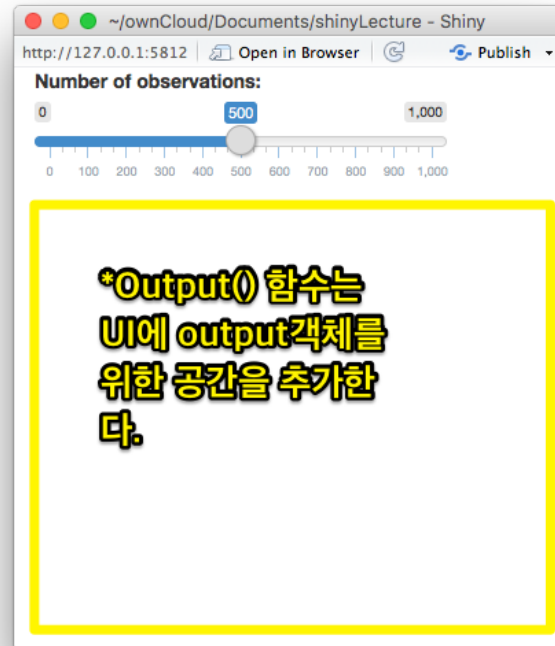 ~/ownCloud/Documents/shinyLecture - Shiny
http://127.0.0.1:5812 Open in Browser Publish
Number of observations:
0 500 1,000
0 100 200 300 400 500 600 700 800 900 1,000
*Output() 함수는
UI에 output객체를
위한 공간을 추가한
다.